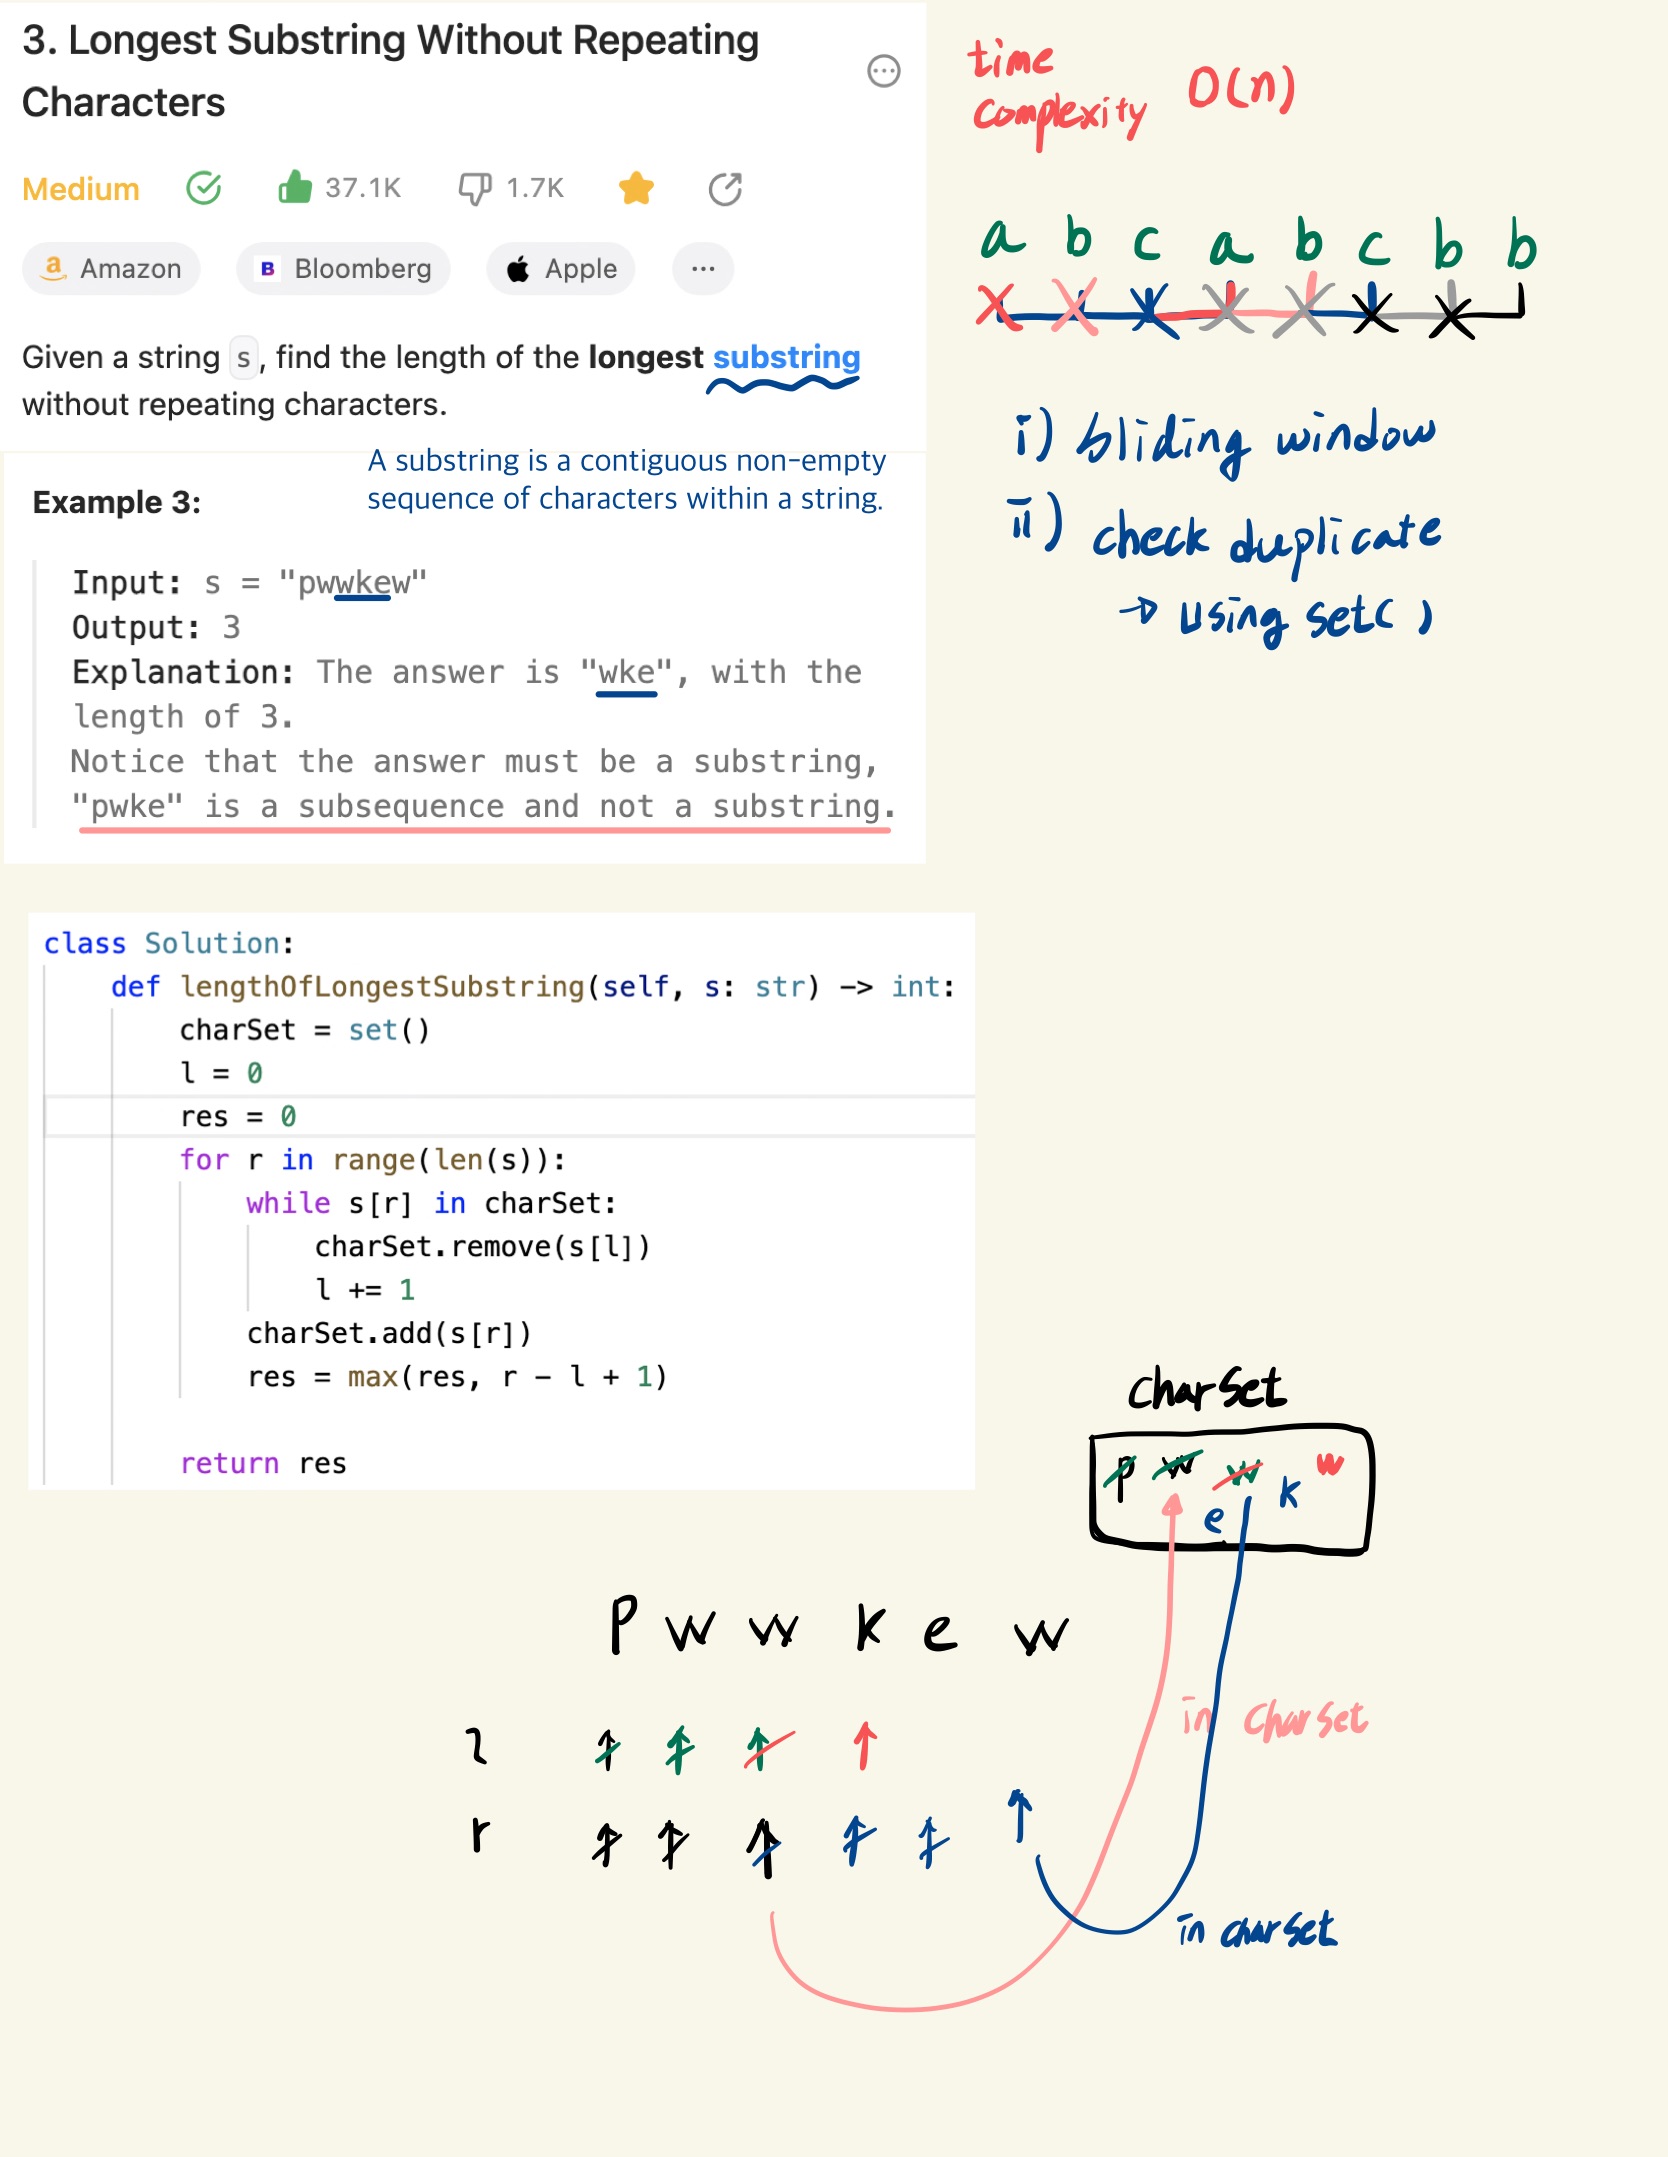 3. Longest Substring Without Repeating
Characters
Medium 37.1K 1.7K
Amazon Bloomberg Apple ...
Given a string s, find the length of the longest substring
without repeating characters.
A substring is a contiguous non-empty
sequence of characters within a string.
Example 3:
Input: s = "pwwkew"
Output: 3
Explanation: The answer is "wke", with the
length of 3.
Notice that the answer must be a substring,
"pwke" is a subsequence and not a substring.
time
complexity O(n)
a b c a b c b b
i) sliding window
ii) check duplicate
→ using set()
class Solution:
def lengthOfLongestSubstring(self, s: str) -> int:
charSet = set()
l = 0
res = 0
for r in range(len(s)):
while s[r] in charSet:
charSet.remove(s[l])
l += 1
charSet.add(s[r])
res = max(res, r - l + 1)
return res
charSet
p w w k w
e
p w w k e w
l
r
in charSet
in charSet